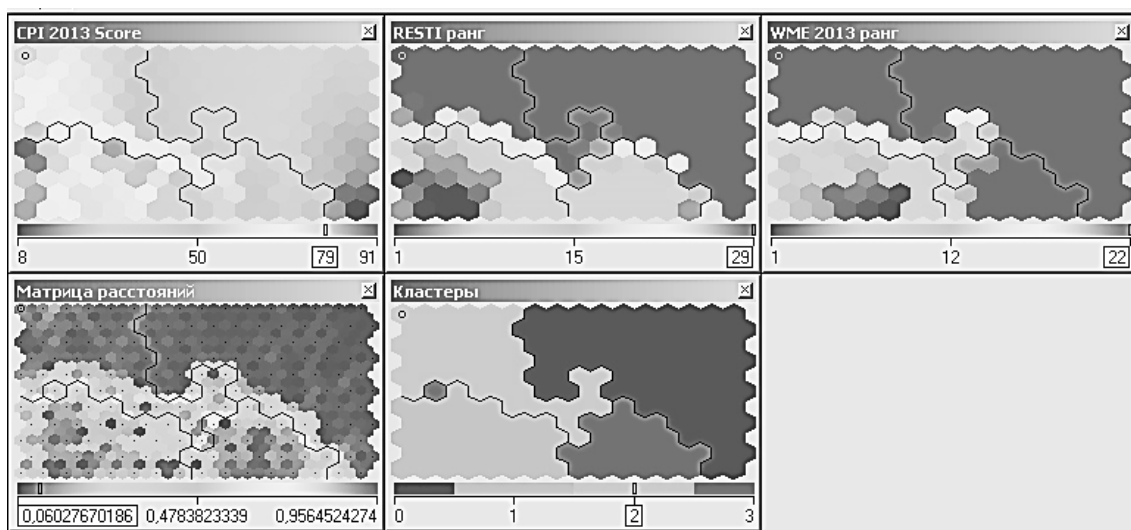 CPI 2013 Score
RESTI ранг
WME 2013 ранг
8 50 79 91
1 15 29
1 12 22
Матрица расстояний
Кластеры
0,06027670186 0,4783823339 0,9564524274
0 1 2 3